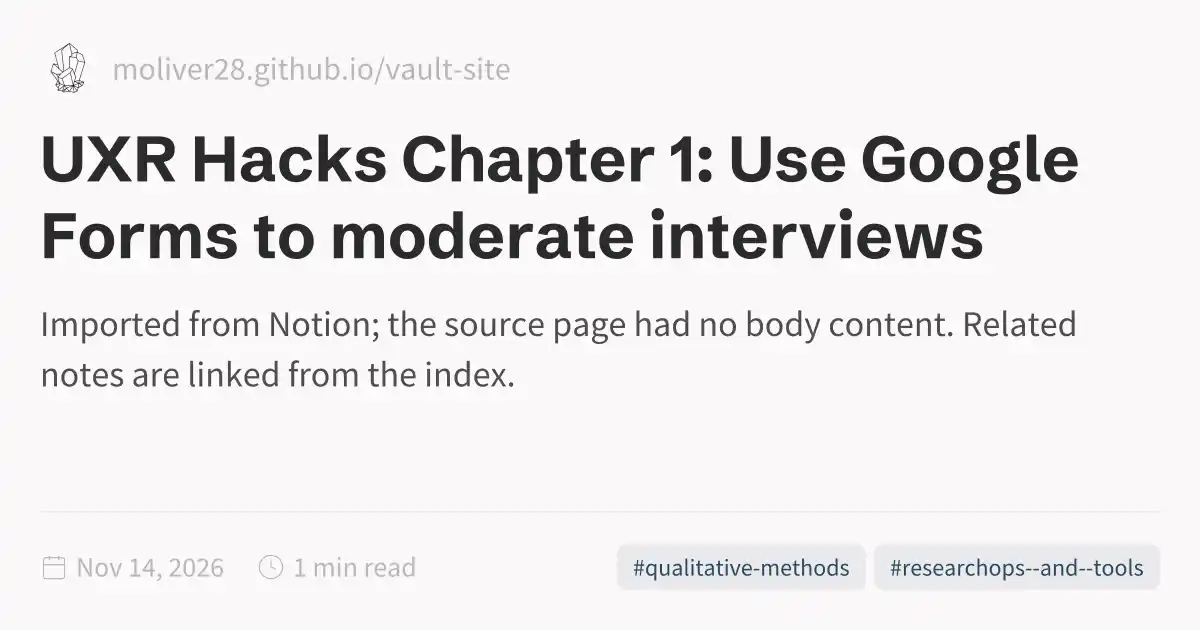 moliver28.github.io/vault-site
UXR Hacks Chapter 1: Use Google
Forms to moderate interviews
Imported from Notion; the source page had no body content. Related
notes are linked from the index.
Nov 14, 2026
1 min read
#qualitative-methods
#researchops--and--tools